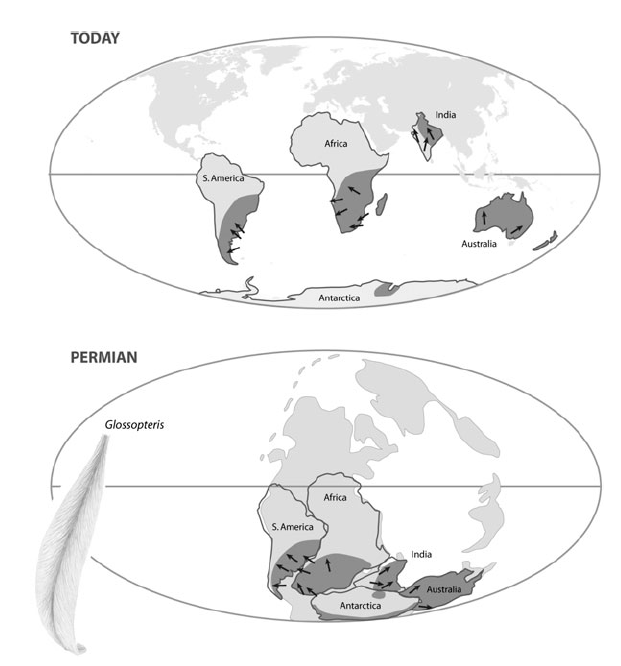 TODAY
India
Africa
S. America
Australia
Antarctica
PERMIAN
Glossopteris
Africa
S. America
India
Australia
Antarctica